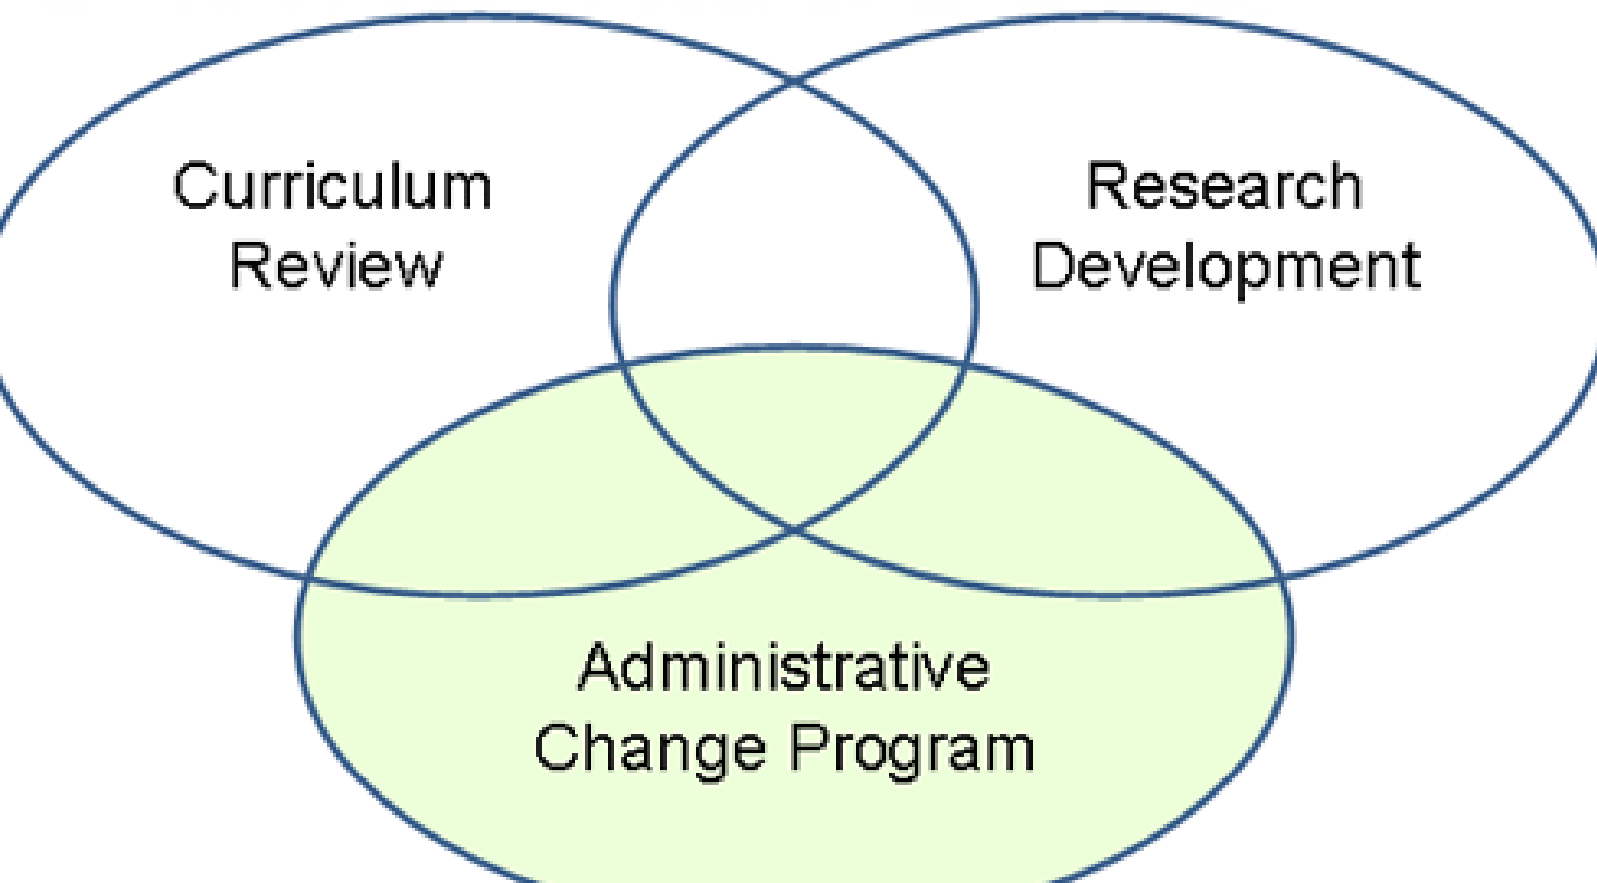 Curriculum
Review
Research
Development
Administrative
Change Program